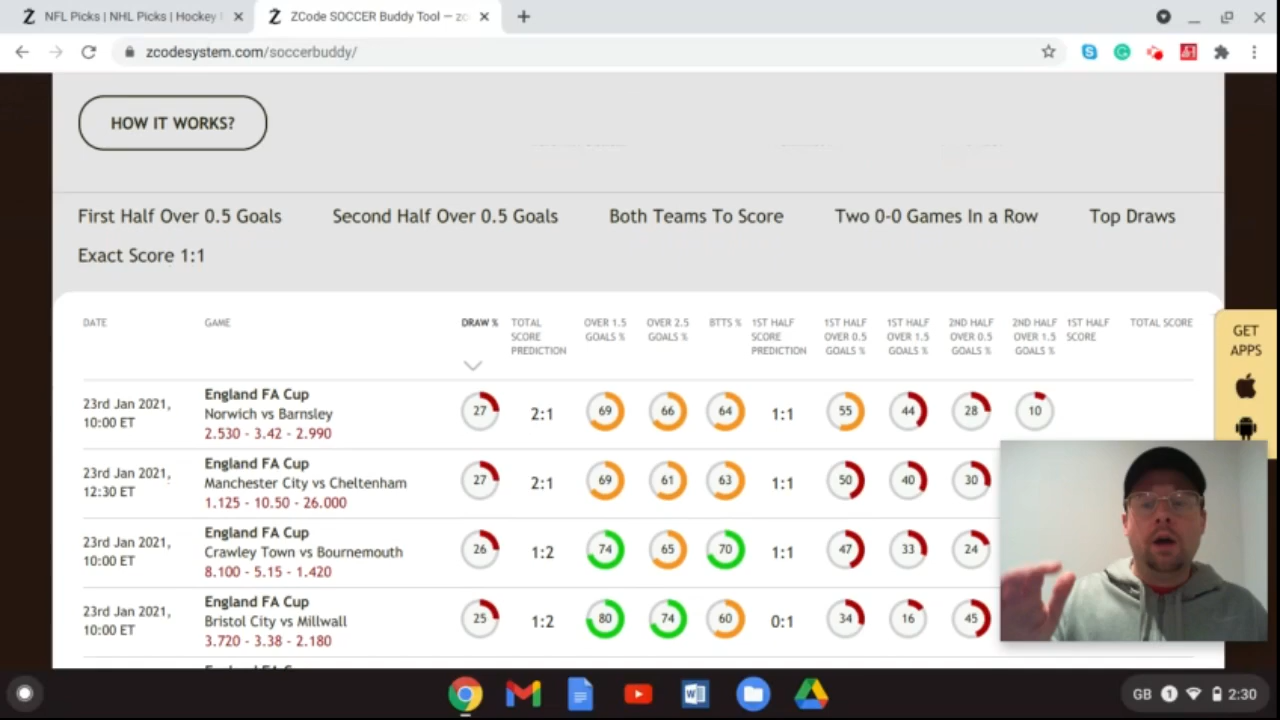 NFL Picks | NHL Picks | Hockey
ZCode SOCCER Buddy Tool — zc
zcodesystem.com/soccerbuddy/
HOW IT WORKS?
First Half Over 0.5 Goals
Second Half Over 0.5 Goals
Both Teams To Score
Two 0-0 Games In a Row
Top Draws
Exact Score 1:1
DATE
GAME
DRAW %
TOTAL SCORE PREDICTION
OVER 1.5 GOALS %
OVER 2.5 GOALS %
BTTS %
1ST HALF SCORE PREDICTION
1ST HALF OVER 0.5 GOALS %
1ST HALF OVER 1.5 GOALS %
2ND HALF OVER 0.5 GOALS %
2ND HALF OVER 1.5 GOALS %
1ST HALF SCORE
TOTAL SCORE
GET
APPS
England FA Cup
23rd Jan 2021,
10:00 ET
Norwich vs Barnsley
2.530 - 3.42 - 2.990
27 2:1 69 66 64 1:1 55 44 28 10
England FA Cup
23rd Jan 2021,
12:30 ET
Manchester City vs Cheltenham
1.125 - 10.50 - 26.000
27 2:1 69 61 63 1:1 50 40 30
England FA Cup
23rd Jan 2021,
10:00 ET
Crawley Town vs Bournemouth
8.100 - 5.15 - 1.420
26 1:2 74 65 70 1:1 47 33 24
England FA Cup
23rd Jan 2021,
10:00 ET
Bristol City vs Millwall
3.720 - 3.38 - 2.180
25 1:2 80 74 60 0:1 34 16 45
GB 1 2:30